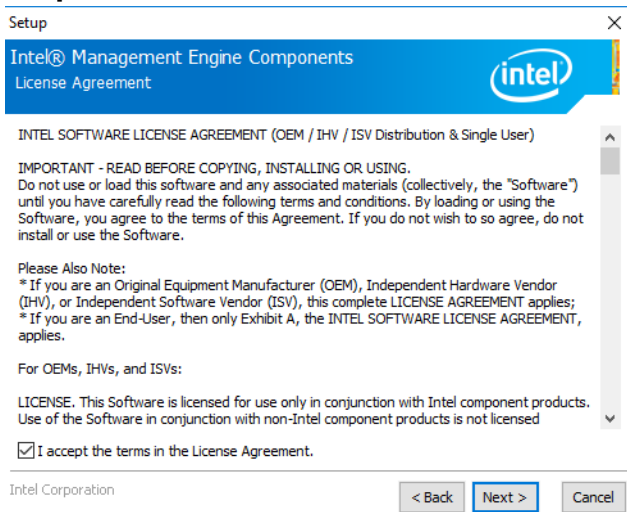 Setup
Intel® Management Engine Components
License Agreement
intel
INTEL SOFTWARE LICENSE AGREEMENT (OEM / IHV / ISV Distribution & Single User)
IMPORTANT - READ BEFORE COPYING, INSTALLING OR USING.
Do not use or load this software and any associated materials (collectively, the "Software")
until you have carefully read the following terms and conditions. By loading or using the
Software, you agree to the terms of this Agreement. If you do not wish to so agree, do not
install or use the Software.
Please Also Note:
* If you are an Original Equipment Manufacturer (OEM), Independent Hardware Vendor
(IHV), or Independent Software Vendor (ISV), this complete LICENSE AGREEMENT applies;
* If you are an End-User, then only Exhibit A, the INTEL SOFTWARE LICENSE AGREEMENT,
applies.
For OEMs, IHVs, and ISVs:
LICENSE. This Software is licensed for use only in conjunction with Intel component products.
Use of the Software in conjunction with non-Intel component products is not licensed
I accept the terms in the License Agreement.
Intel Corporation
< Back Next > Cancel